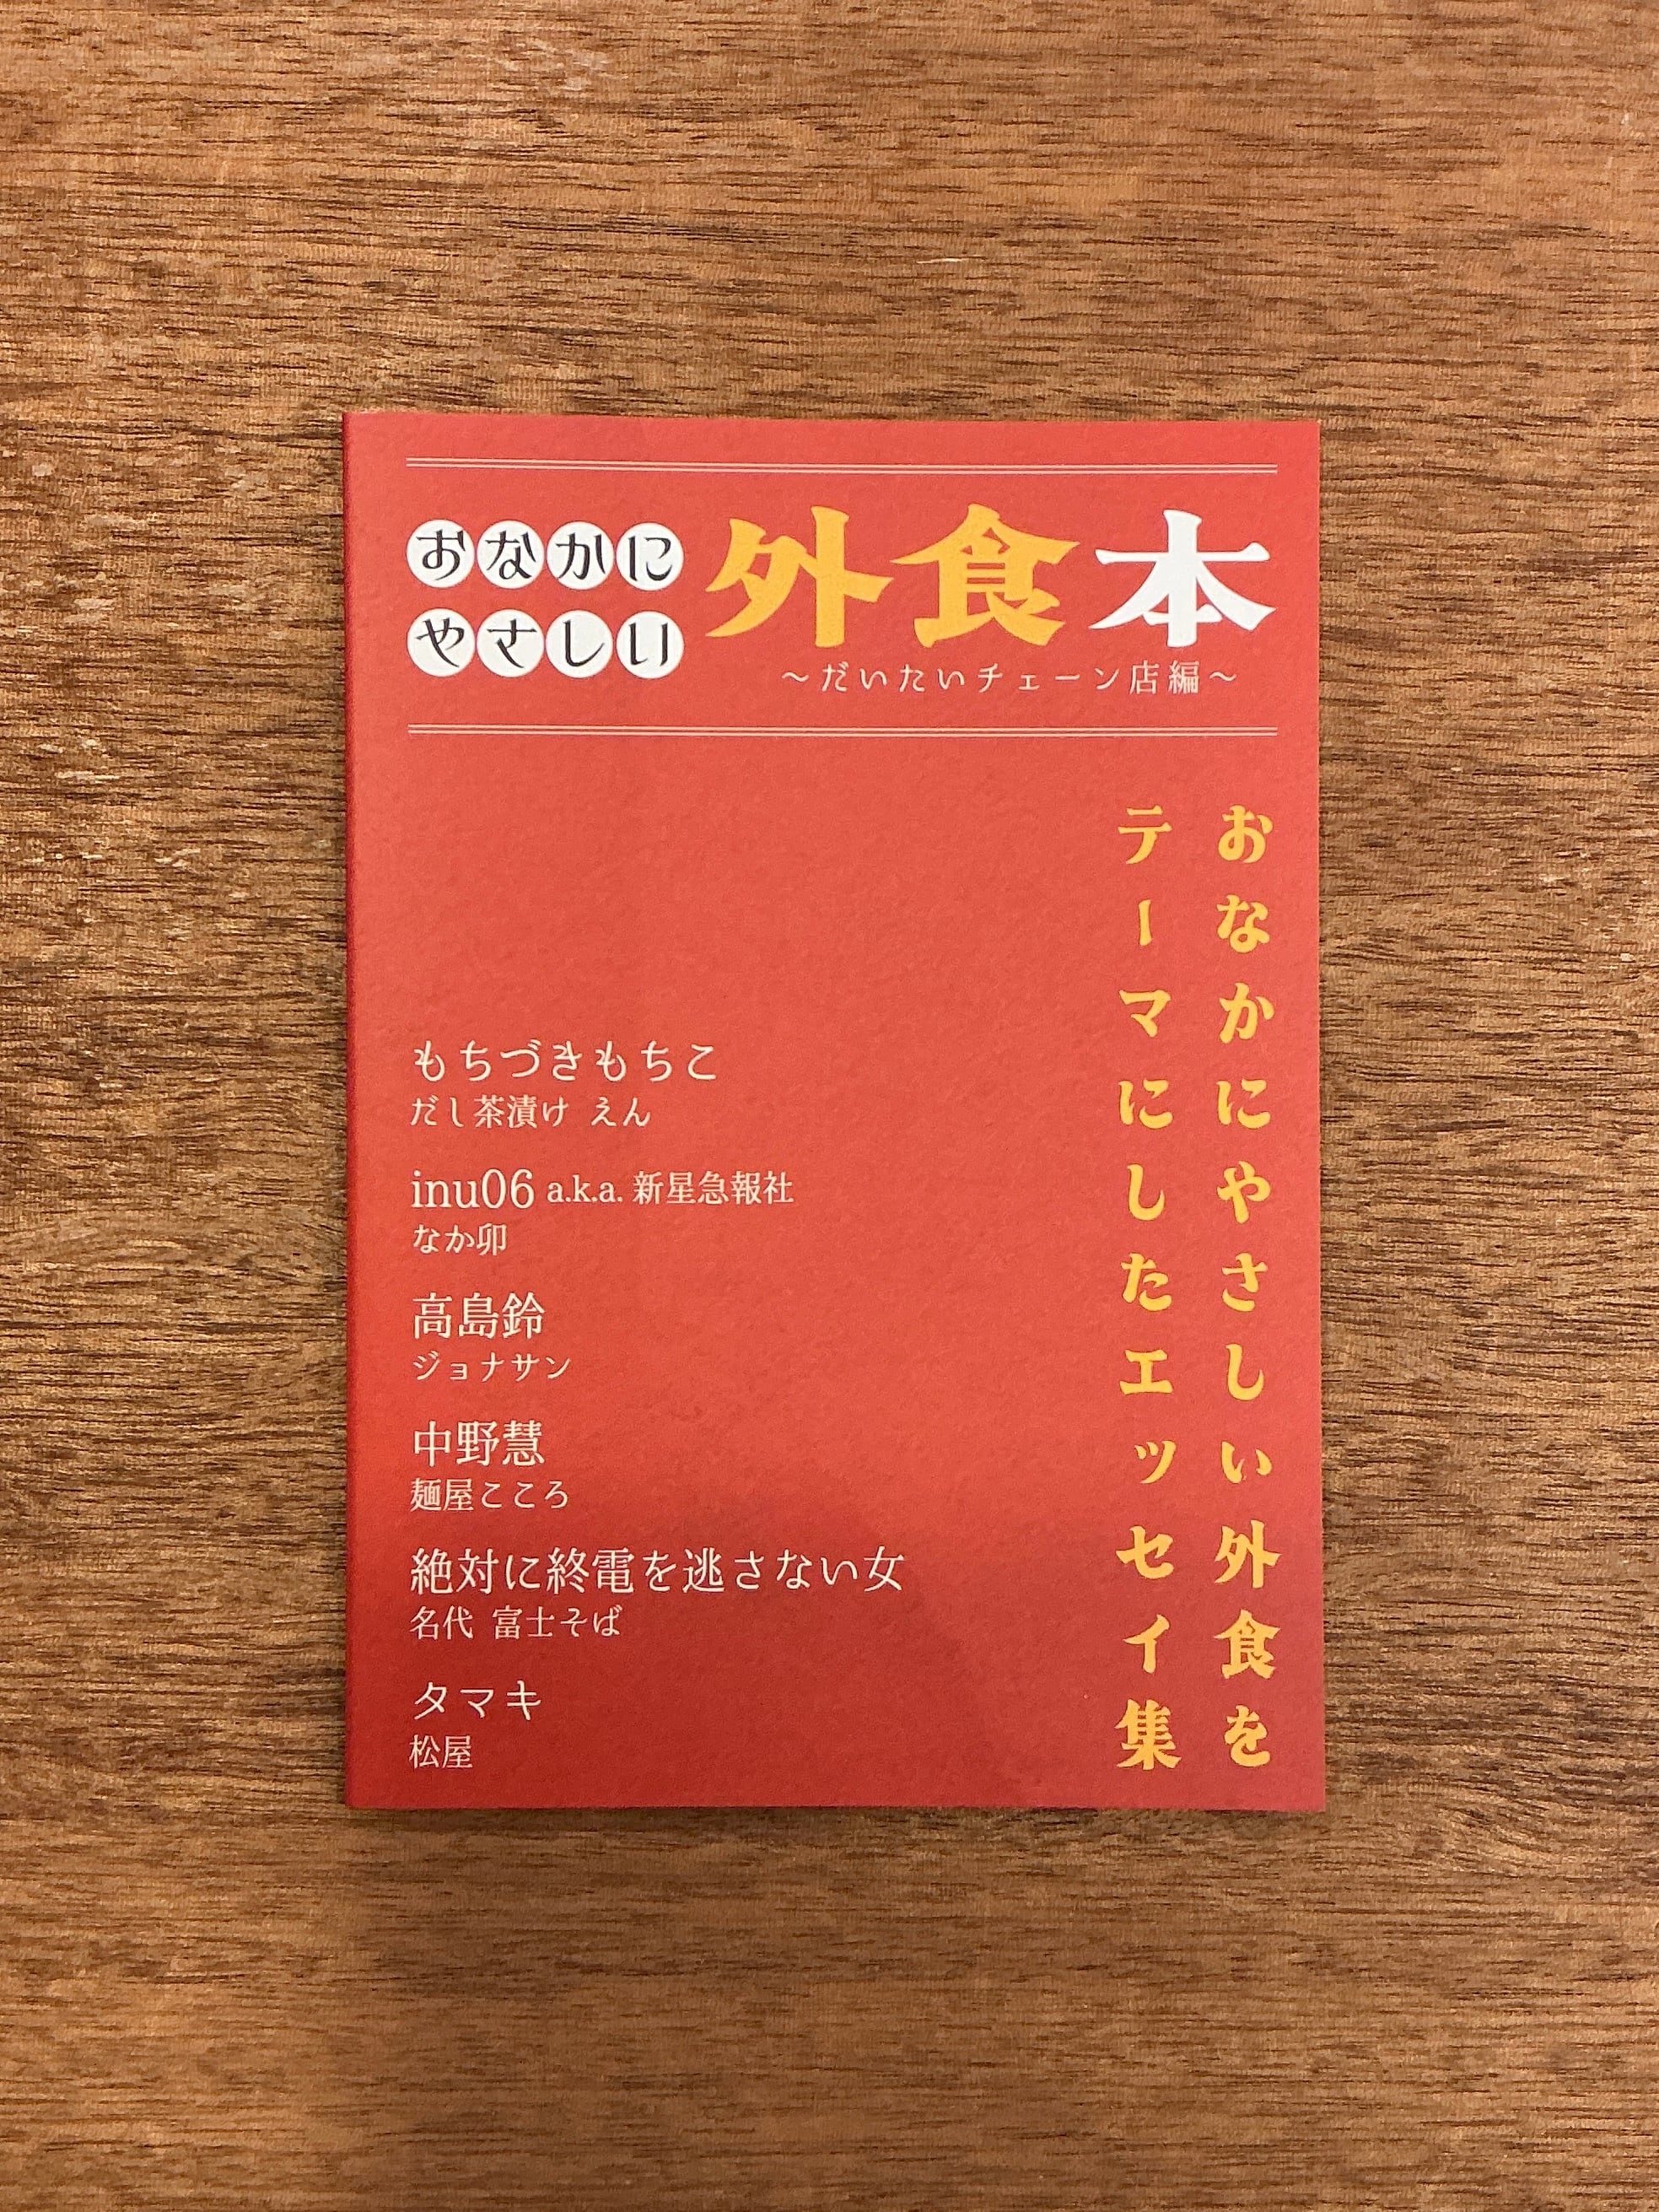 おなかに
やさしい
外食本
〜だいたいチェーン店編〜
おなかにやさしい外食を
テーマにしたエッセイ集
もちづきもちこ
だし茶漬け えん
inu06 a.k.a. 新星急報社
なか卯
高島鈴
ジョナサン
中野慧
麺屋こころ
絶対に終電を逃さない女
名代 富士そば
タマキ
松屋